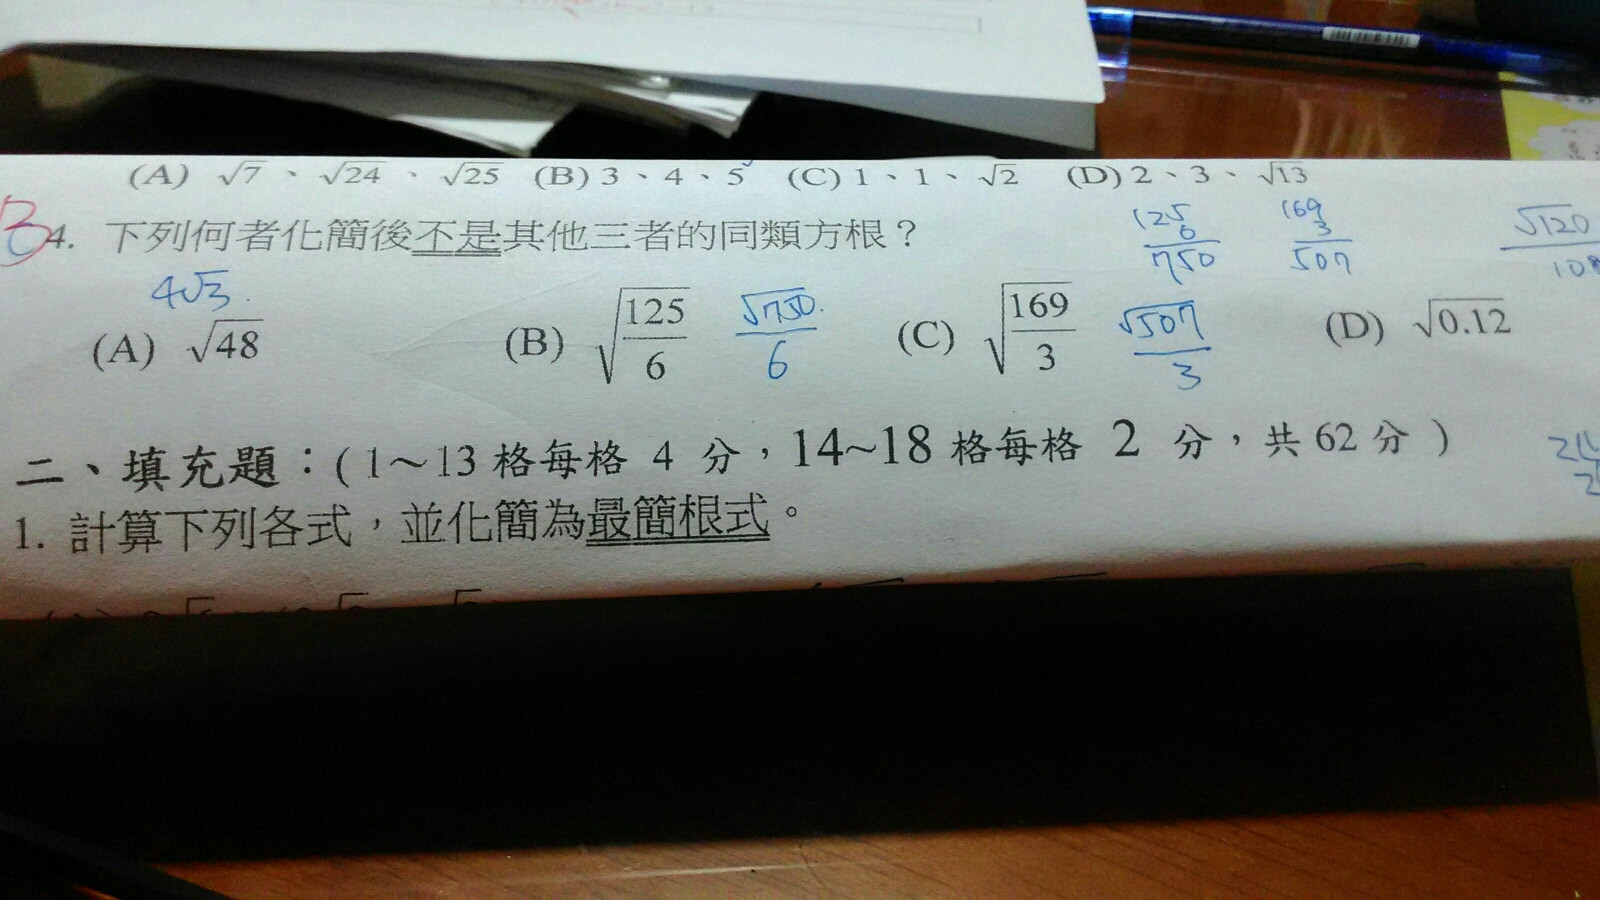 (A) √7、√24、√25 (B) 3、4、5 (C) 1、1、√2 (D) 2、3、√13
4. 下列何者化簡後不是其他三者的同類方根？
125 6 750
169 3 507
√120
4√3
(A) √48 (B) √(125/6) √750/6 (C) √(169/3) √507/3 (D) √0.12
二、填充題：( 1～13 格每格 4 分，14~18 格每格 2 分，共 62 分 )
1. 計算下列各式，並化簡為最簡根式。